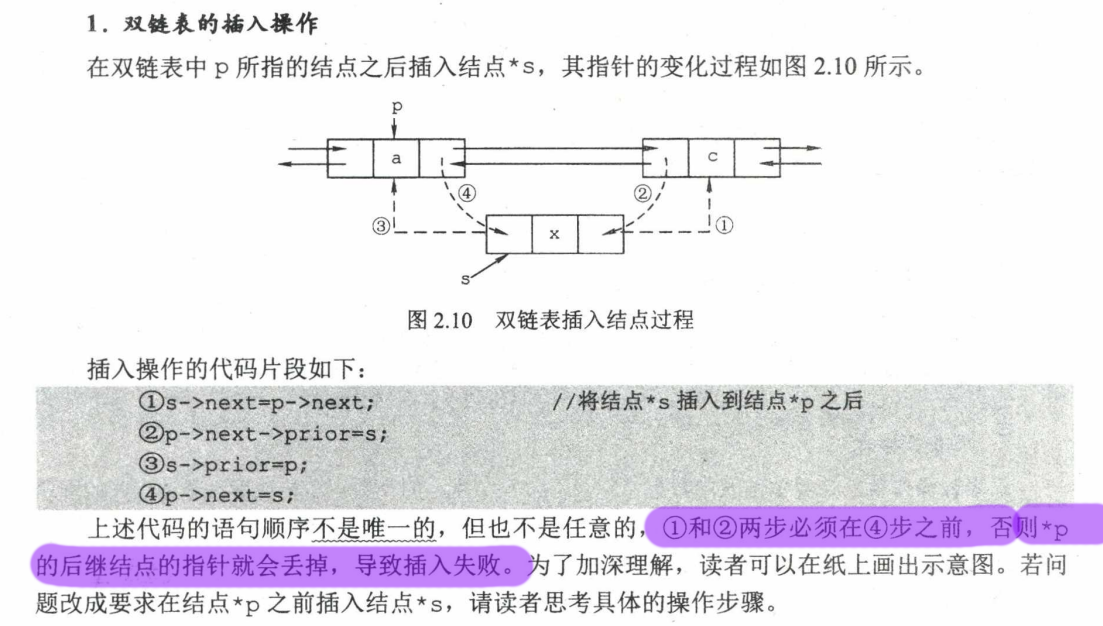 1. 双链表的插入操作
在双链表中 p 所指的结点之后插入结点*s，其指针的变化过程如图 2.10 所示。
p
a
c
④
②
③
x
①
s
图 2.10 双链表插入结点过程
插入操作的代码片段如下：
①s->next=p->next; //将结点*s 插入到结点*p 之后
②p->next->prior=s;
③s->prior=p;
④p->next=s;
上述代码的语句顺序不是唯一的，但也不是任意的，①和②两步必须在④步之前，否则*p
的后继结点的指针就会丢掉，导致插入失败。为了加深理解，读者可以在纸上画出示意图。若问
题改成要求在结点*p 之前插入结点*s，请读者思考具体的操作步骤。